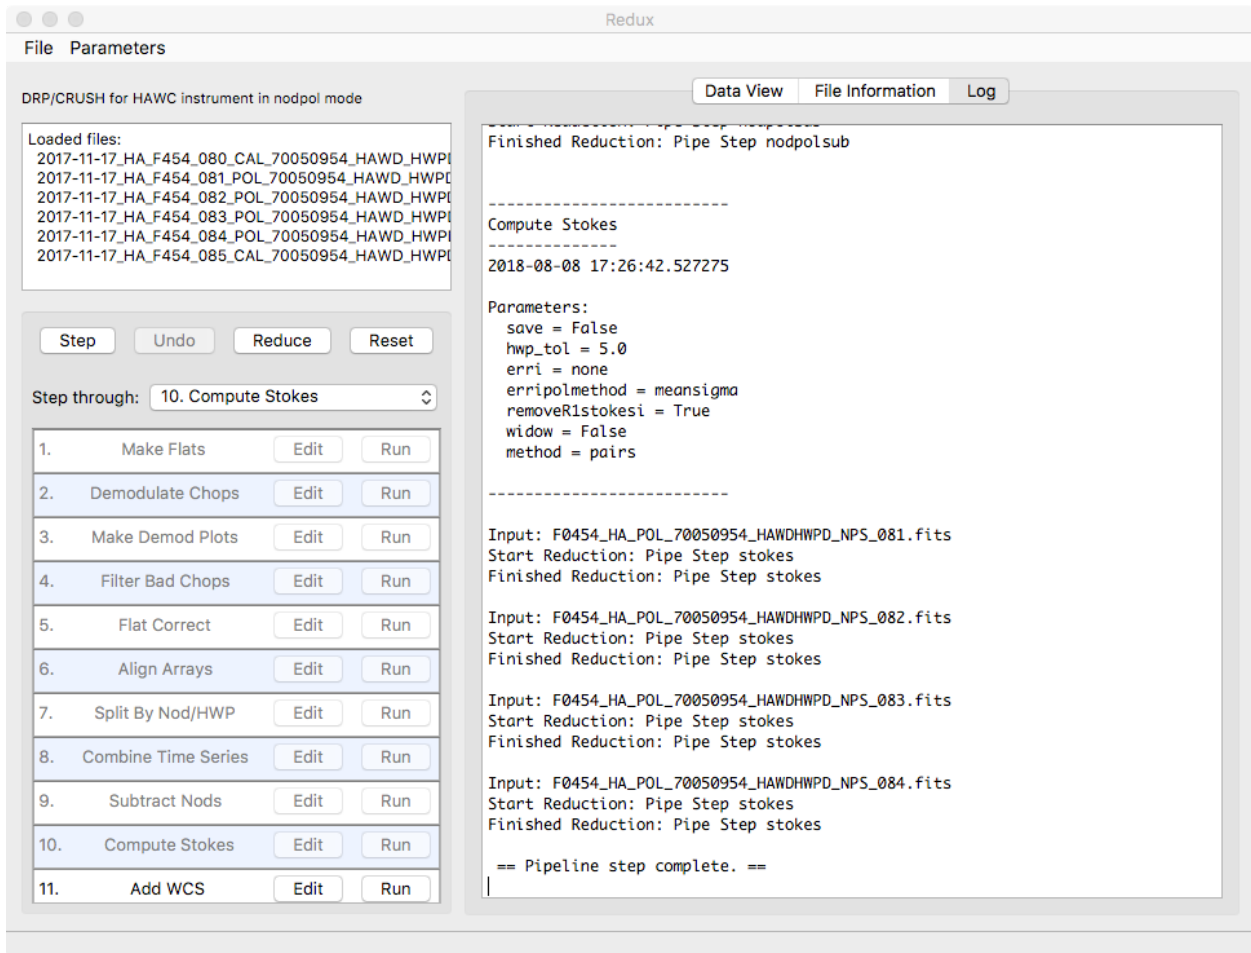 Redux
File Parameters
DRP/CRUSH for HAWC instrument in nodpol mode
Loaded files:
2017-11-17_HA_F454_080_CAL_70050954_HAWD_HWPD
2017-11-17_HA_F454_081_POL_70050954_HAWD_HWPD
2017-11-17_HA_F454_082_POL_70050954_HAWD_HWPD
2017-11-17_HA_F454_083_POL_70050954_HAWD_HWPD
2017-11-17_HA_F454_084_POL_70050954_HAWD_HWPD
2017-11-17_HA_F454_085_CAL_70050954_HAWD_HWPD
Step Undo Reduce Reset
Step through: 10. Compute Stokes
1. Make Flats Edit Run
2. Demodulate Chops Edit Run
3. Make Demod Plots Edit Run
4. Filter Bad Chops Edit Run
5. Flat Correct Edit Run
6. Align Arrays Edit Run
7. Split By Nod/HWP Edit Run
8. Combine Time Series Edit Run
9. Subtract Nods Edit Run
10. Compute Stokes Edit Run
11. Add WCS Edit Run
Data View File Information Log
Finished Reduction: Pipe Step nodpolsub
--------------------------
Compute Stokes
--------------
2018-08-08 17:26:42.527275
Parameters:
save = False
hwp_tol = 5.0
erri = none
erripolmethod = meansigma
removeR1stokesi = True
widow = False
method = pairs
--------------------------
Input: F0454_HA_POL_70050954_HAWDHWPD_NPS_081.fits
Start Reduction: Pipe Step stokes
Finished Reduction: Pipe Step stokes
Input: F0454_HA_POL_70050954_HAWDHWPD_NPS_082.fits
Start Reduction: Pipe Step stokes
Finished Reduction: Pipe Step stokes
Input: F0454_HA_POL_70050954_HAWDHWPD_NPS_083.fits
Start Reduction: Pipe Step stokes
Finished Reduction: Pipe Step stokes
Input: F0454_HA_POL_70050954_HAWDHWPD_NPS_084.fits
Start Reduction: Pipe Step stokes
Finished Reduction: Pipe Step stokes
== Pipeline step complete. ==